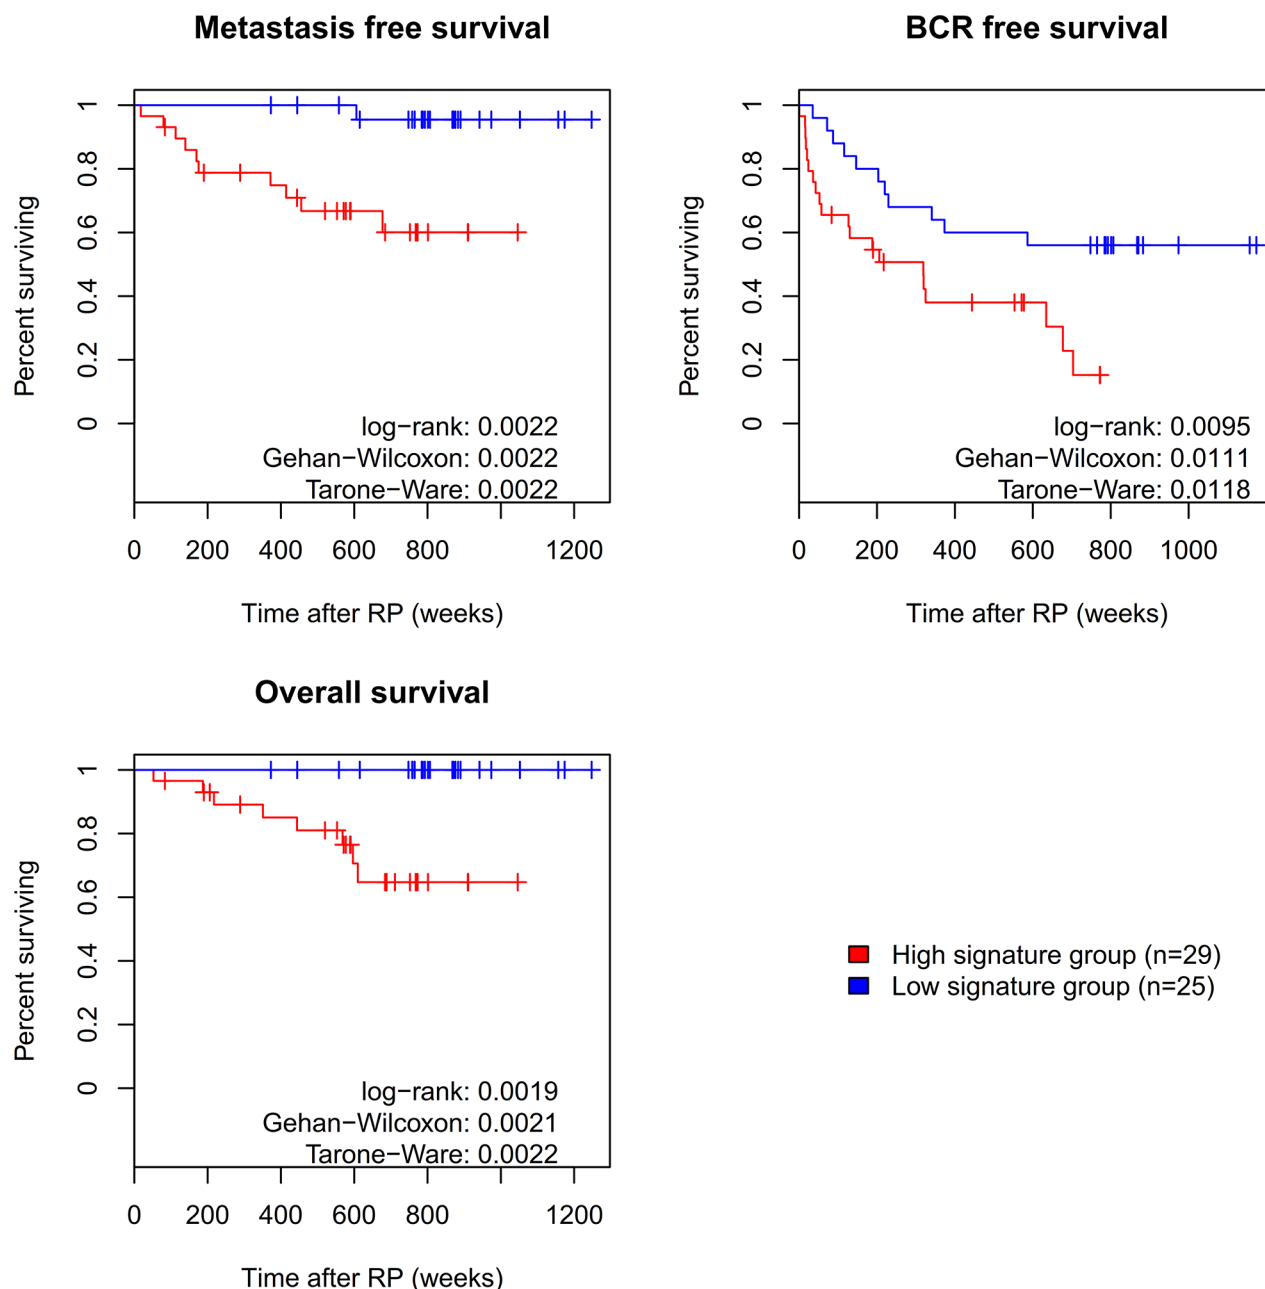 Metastasis free survival
Percent surviving
1
0.8
0.6
0.4
0.2
0
log−rank: 0.0022
Gehan−Wilcoxon: 0.0022
Tarone−Ware: 0.0022
0 200 400 600 800 1200
Time after RP (weeks)
BCR free survival
Percent surviving
1
0.8
0.6
0.4
0.2
0
log−rank: 0.0095
Gehan−Wilcoxon: 0.0111
Tarone−Ware: 0.0118
0 200 400 600 800 1000
Time after RP (weeks)
Overall survival
Percent surviving
1
0.8
0.6
0.4
0.2
0
log−rank: 0.0019
Gehan−Wilcoxon: 0.0021
Tarone−Ware: 0.0022
0 200 400 600 800 1200
Time after RP (weeks)
High signature group (n=29)
Low signature group (n=25)